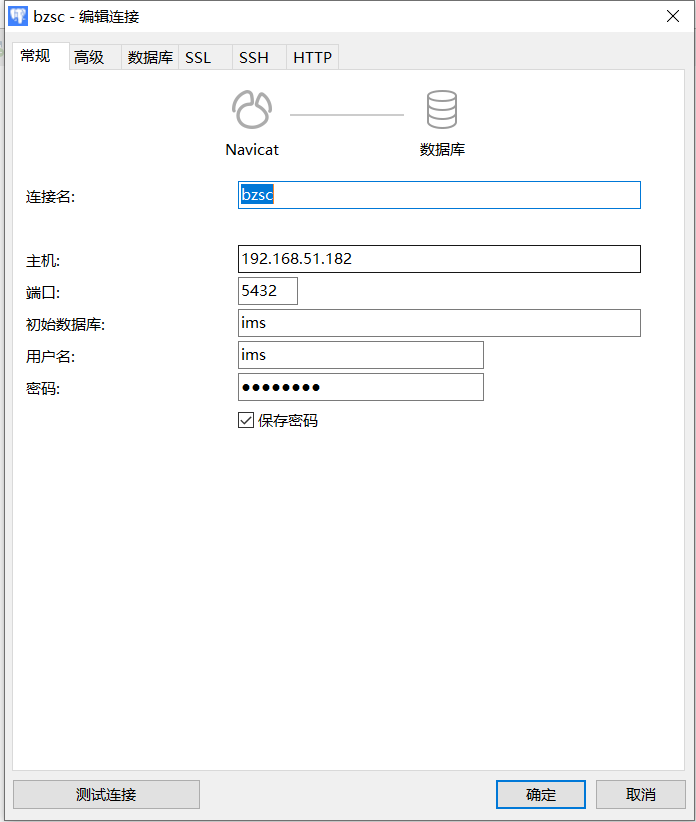 bzsc - 编辑连接
常规 高级 数据库 SSL SSH HTTP
Navicat 数据库
连接名: bzsc
主机: 192.168.51.182
端口: 5432
初始数据库: ims
用户名: ims
密码: ●●●●●●●●
保存密码
测试连接 确定 取消